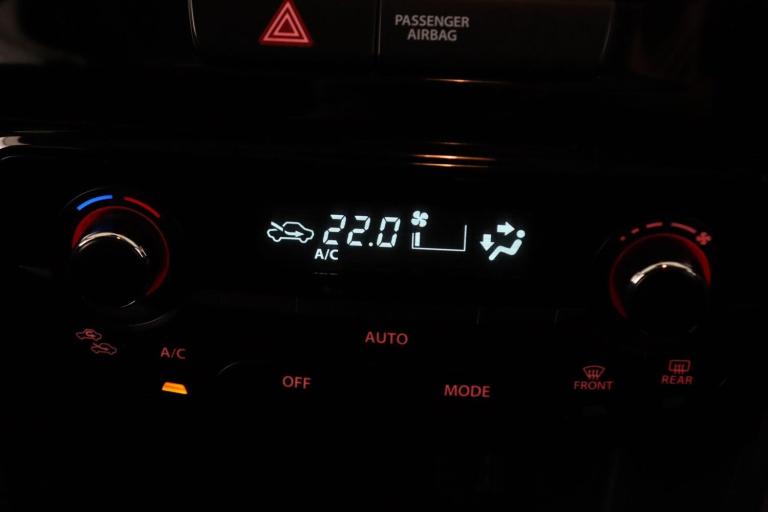 PASSENGER
AIRBAG
22.0
A/C
AUTO
A/C
OFF
MODE
FRONT
REAR